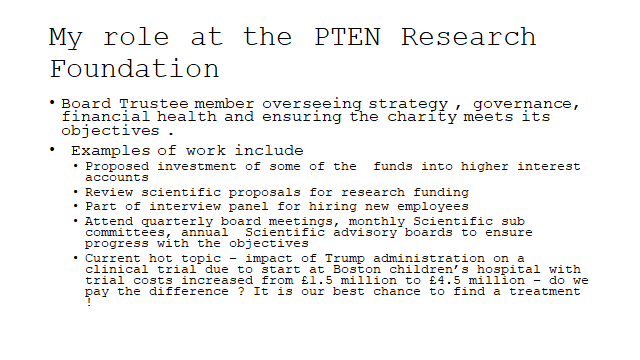 My role at the PTEN Research
Foundation
• Board Trustee member overseeing strategy , governance,
financial health and ensuring the charity meets its
objectives .
• Examples of work include
• Proposed investment of some of the  funds into higher interest
accounts
• Review scientific proposals for research funding
• Part of interview panel for hiring new employees
• Attend quarterly board meetings, monthly Scientific sub
committees, annual  Scientific advisory boards to ensure
progress with the objectives
• Current hot topic – impact of Trump administration on a
clinical trial due to start at Boston children’s hospital with
trial costs increased from £1.5 million to £4.5 million – do we
pay the difference ? It is our best chance to find a treatment
!